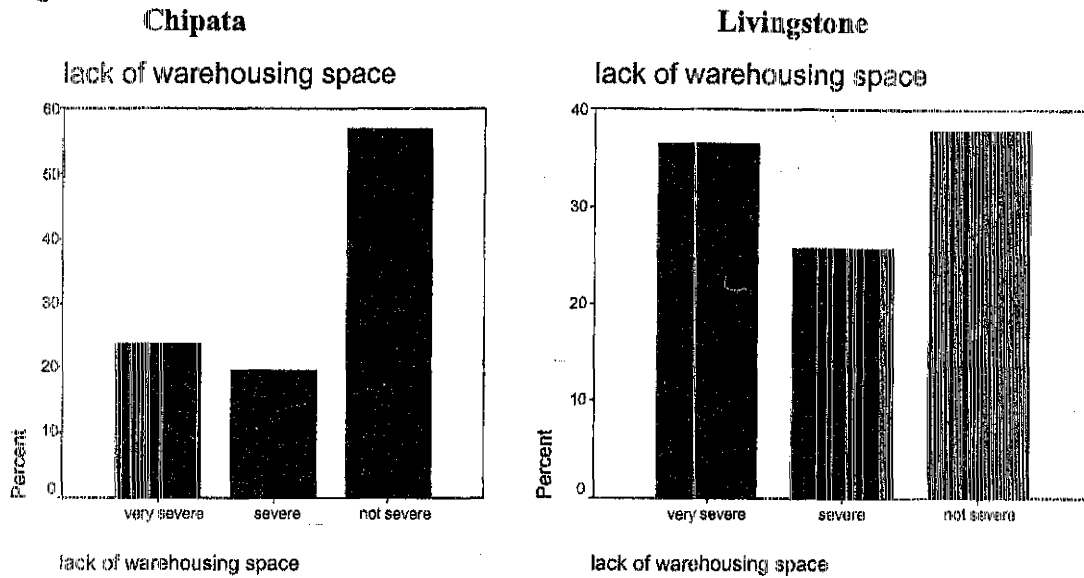 Chipata
lack of warehousing space
60
50
40
30
20
10
0
Percent
very severe
severe
not severe
lack of warehousing space
Livingstone
lack of warehousing space
40
30
20
10
0
Percent
very severe
severe
not severe
lack of warehousing space